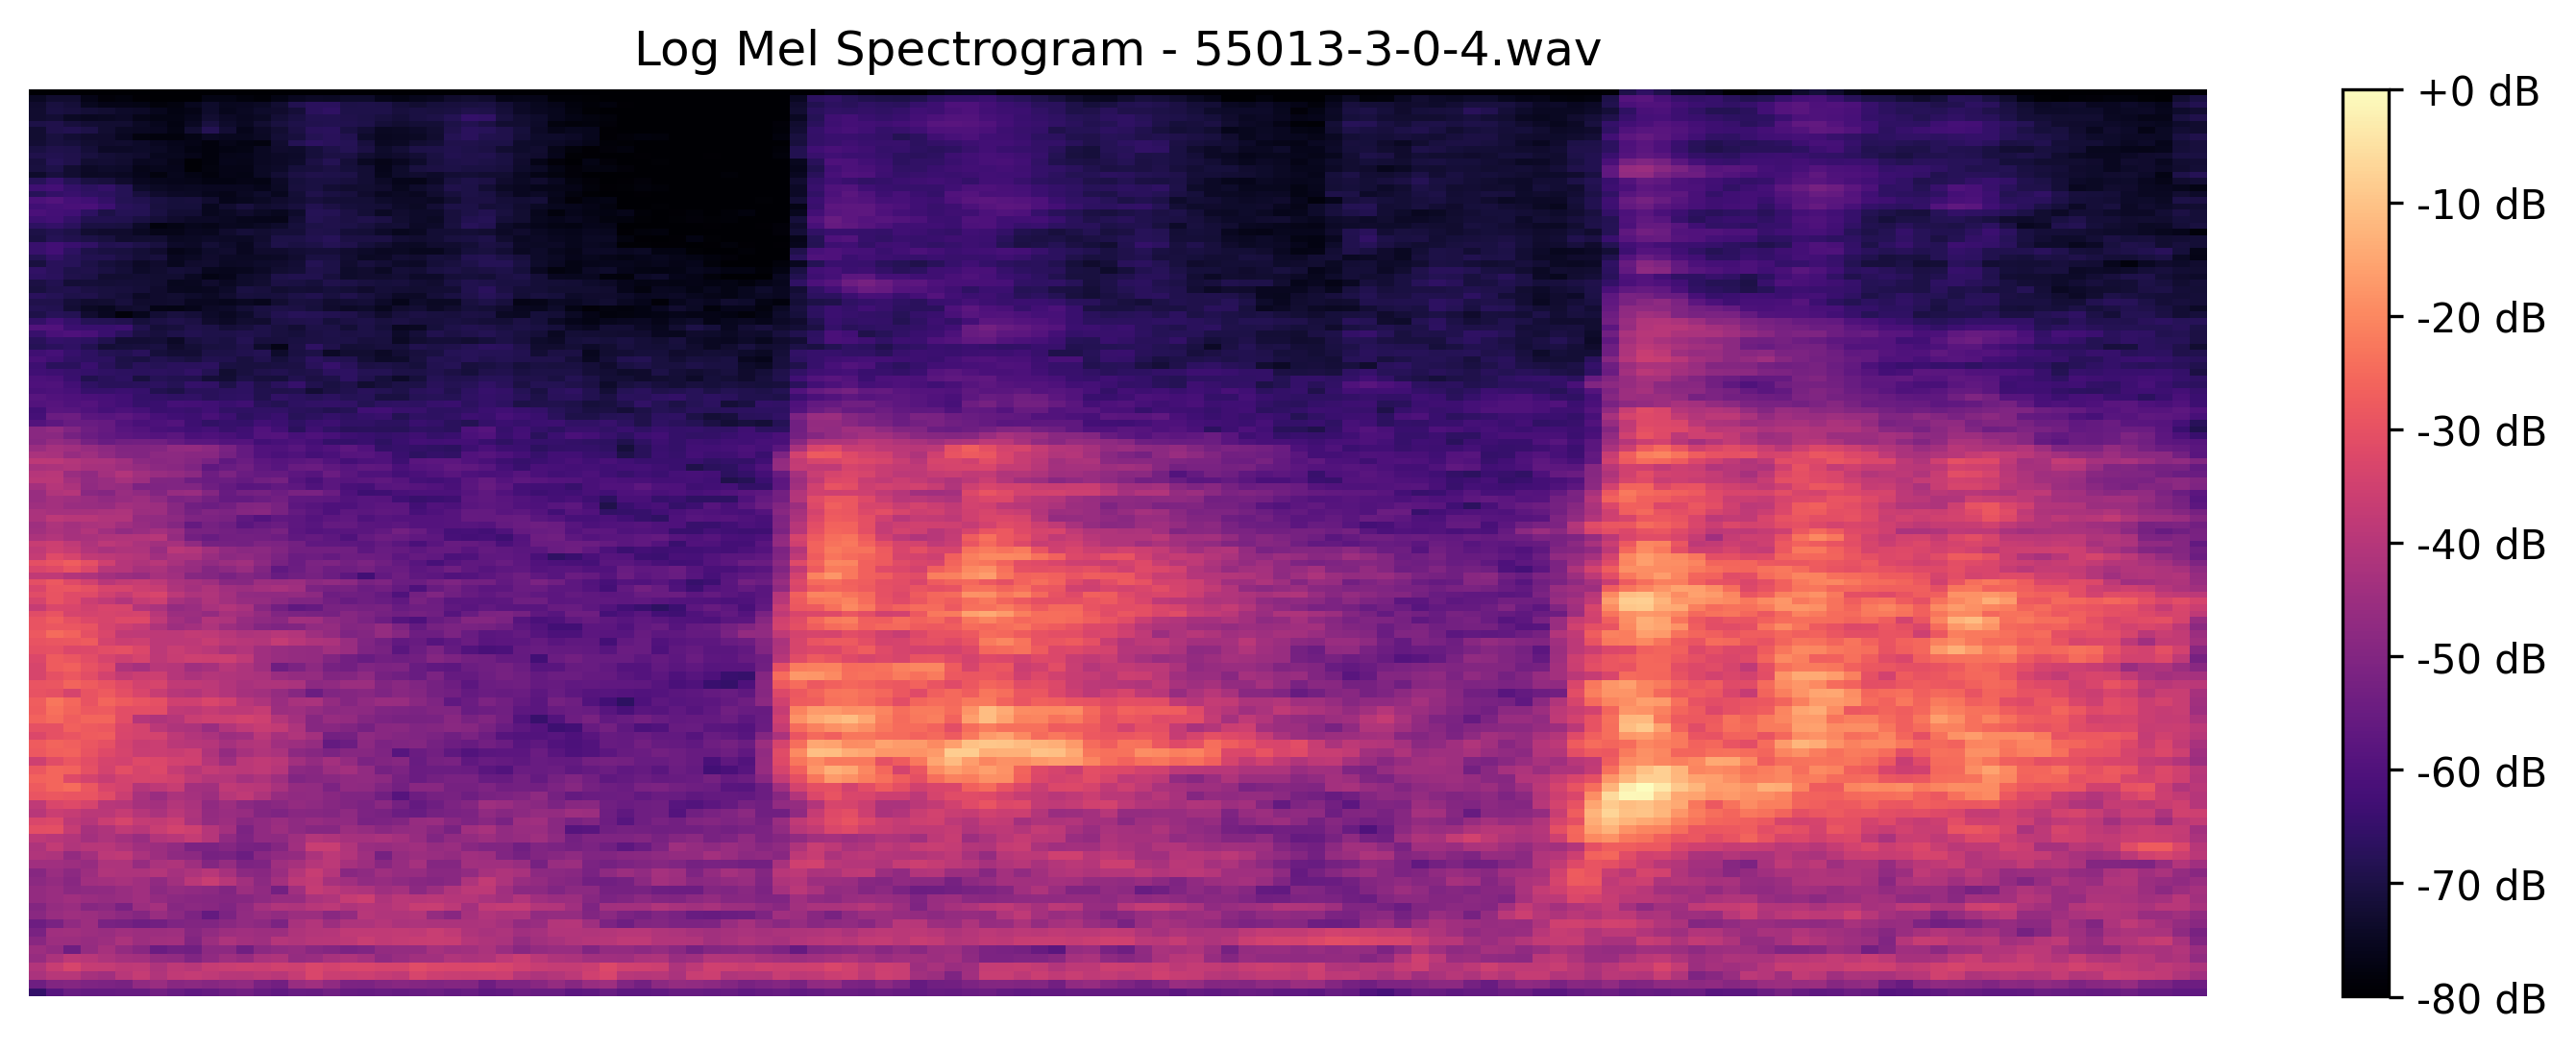 Log Mel Spectrogram - 55013-3-0-4.wav
+0 dB
-10 dB
-20 dB
-30 dB
-40 dB
-50 dB
-60 dB
-70 dB
-80 dB